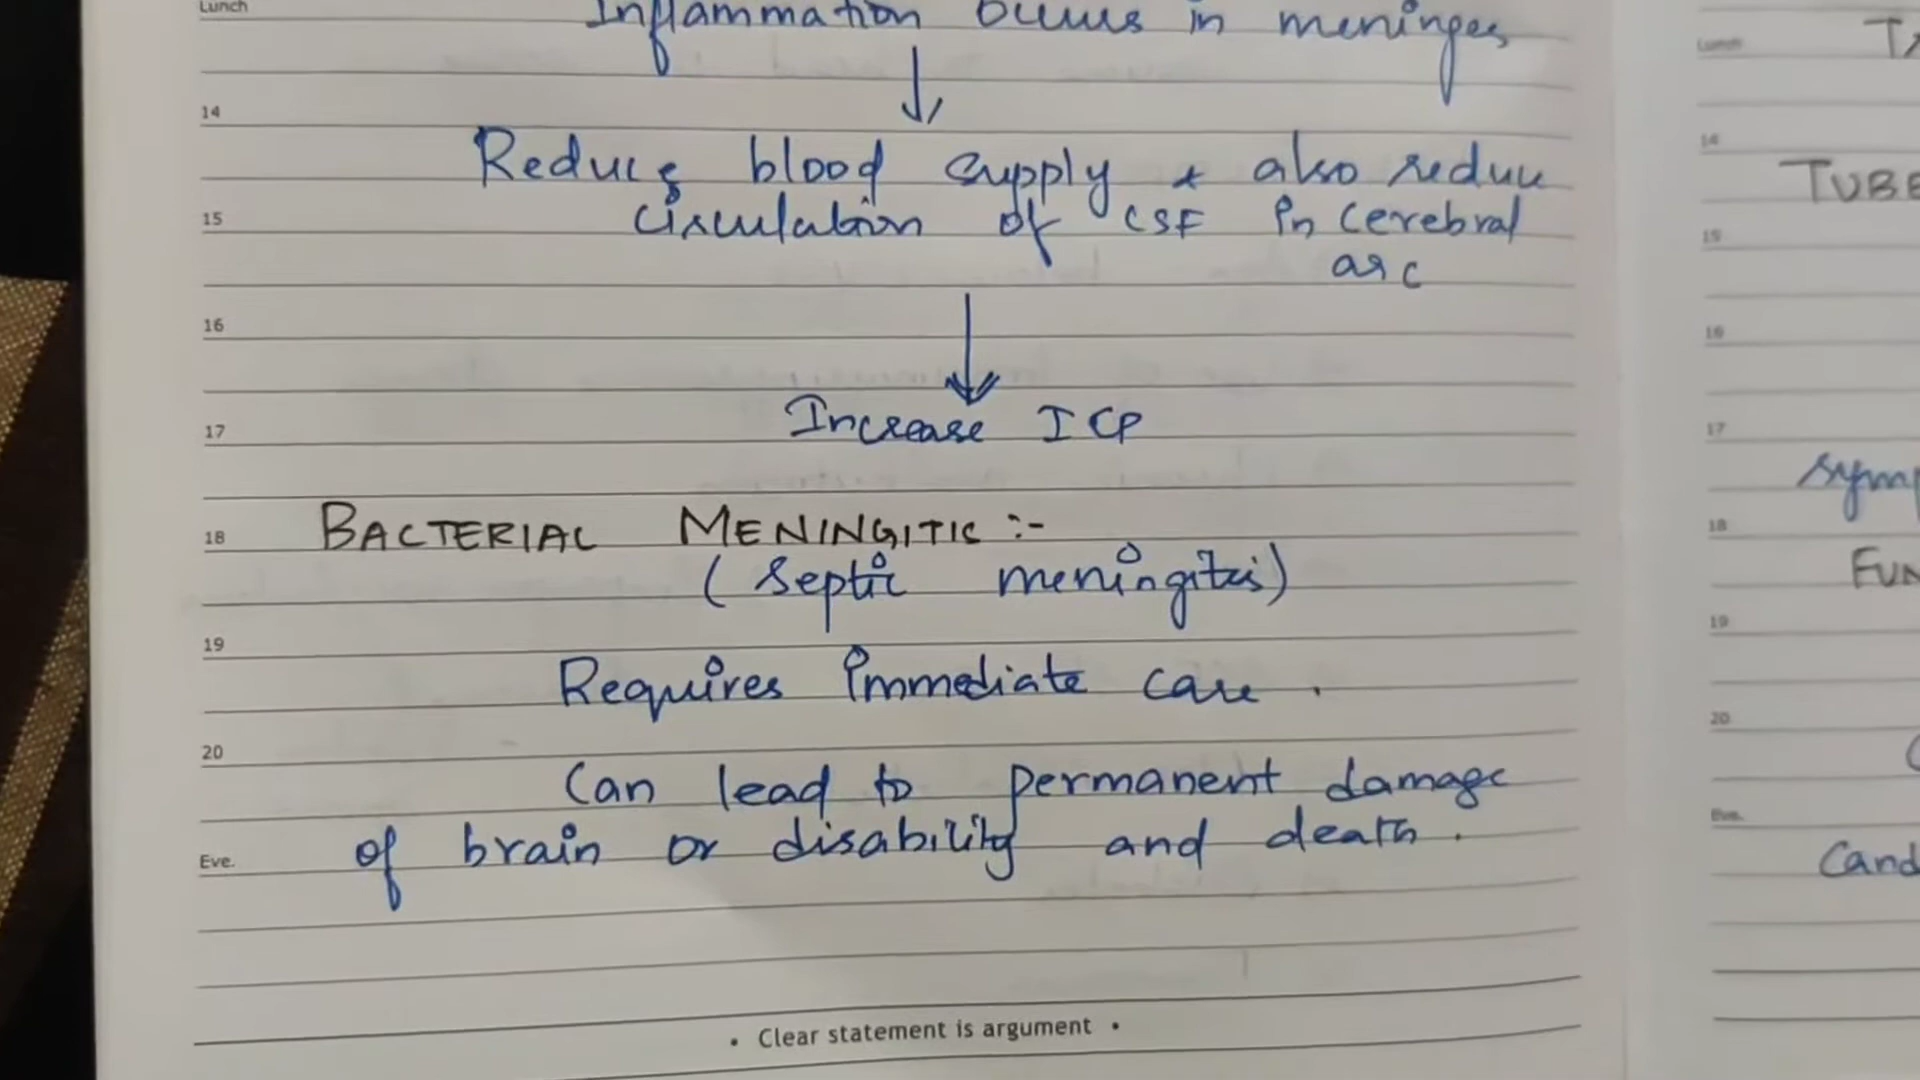 Lunch
Inflammation occurs in meninges
14
Reduces blood supply + also reduce
15 circulation of CSF in cerebral
arc
16
17 Increase ICP
18 BACTERIAL MENINGITIC :-
(septic meningitis)
19
Requires immediate care .
20
Can lead to permanent damage
Eve. of brain or disability and death .
• Clear statement is argument •
Lunch
14
TUBE
15
16
17
symp
18
FUN
19
20
Eve.
Cand